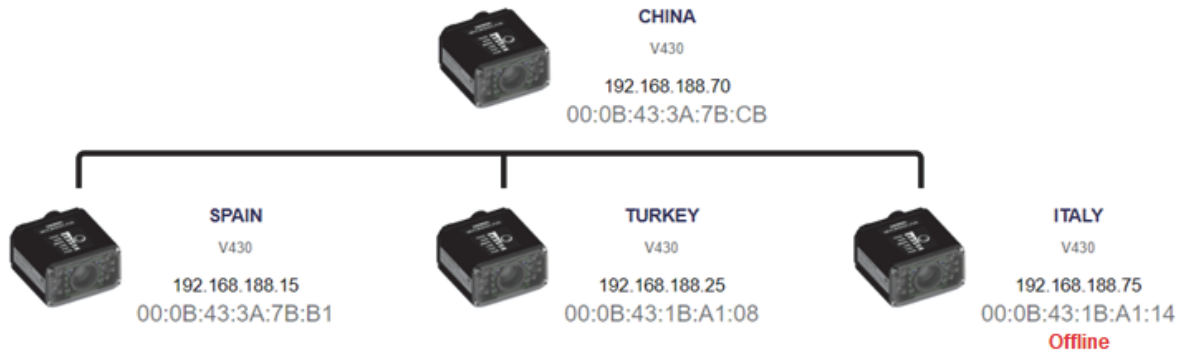 CHINA
V430
192.168.188.70
00:0B:43:3A:7B:CB
SPAIN
V430
192.168.188.15
00:0B:43:3A:7B:B1
TURKEY
V430
192.168.188.25
00:0B:43:1B:A1:08
ITALY
V430
192.168.188.75
00:0B:43:1B:A1:14
Offline